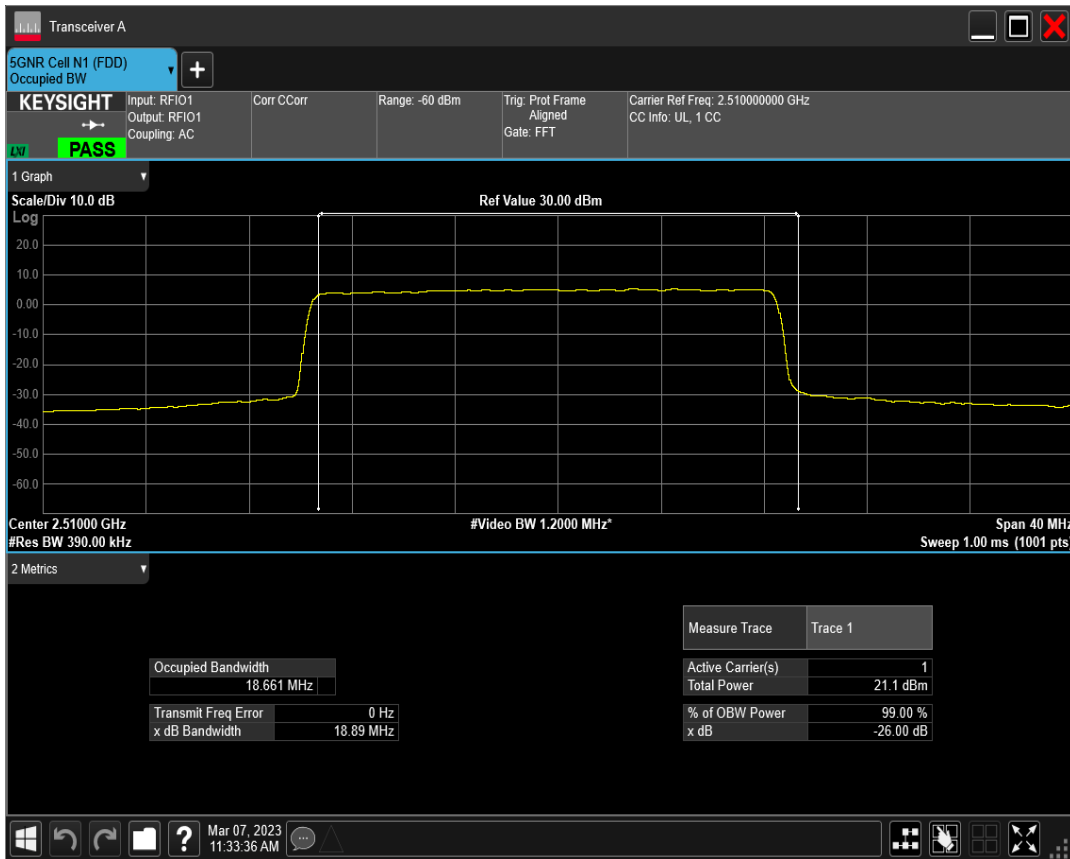 Transceiver A
5GNR Cell N1 (FDD)
Occupied BW
+
KEYSIGHT
LXI
PASS
Input: RFIO1
Output: RFIO1
Coupling: AC
Corr CCorr
Range: -60 dBm
Trig: Prot Frame
Aligned
Gate: FFT
Carrier Ref Freq: 2.510000000 GHz
CC Info: UL, 1 CC
1 Graph
Scale/Div 10.0 dB
Ref Value 30.00 dBm
Log
20.0
10.0
0.00
-10.0
-20.0
-30.0
-40.0
-50.0
-60.0
Center 2.51000 GHz
#Video BW 1.2000 MHz*
Span 40 MHz
#Res BW 390.00 kHz
Sweep 1.00 ms (1001 pts)
2 Metrics
Measure Trace Trace 1
Occupied Bandwidth
18.661 MHz
Active Carrier(s) 1
Total Power 21.1 dBm
Transmit Freq Error 0 Hz
x dB Bandwidth 18.89 MHz
% of OBW Power 99.00 %
x dB -26.00 dB
?
Mar 07, 2023
11:33:36 AM